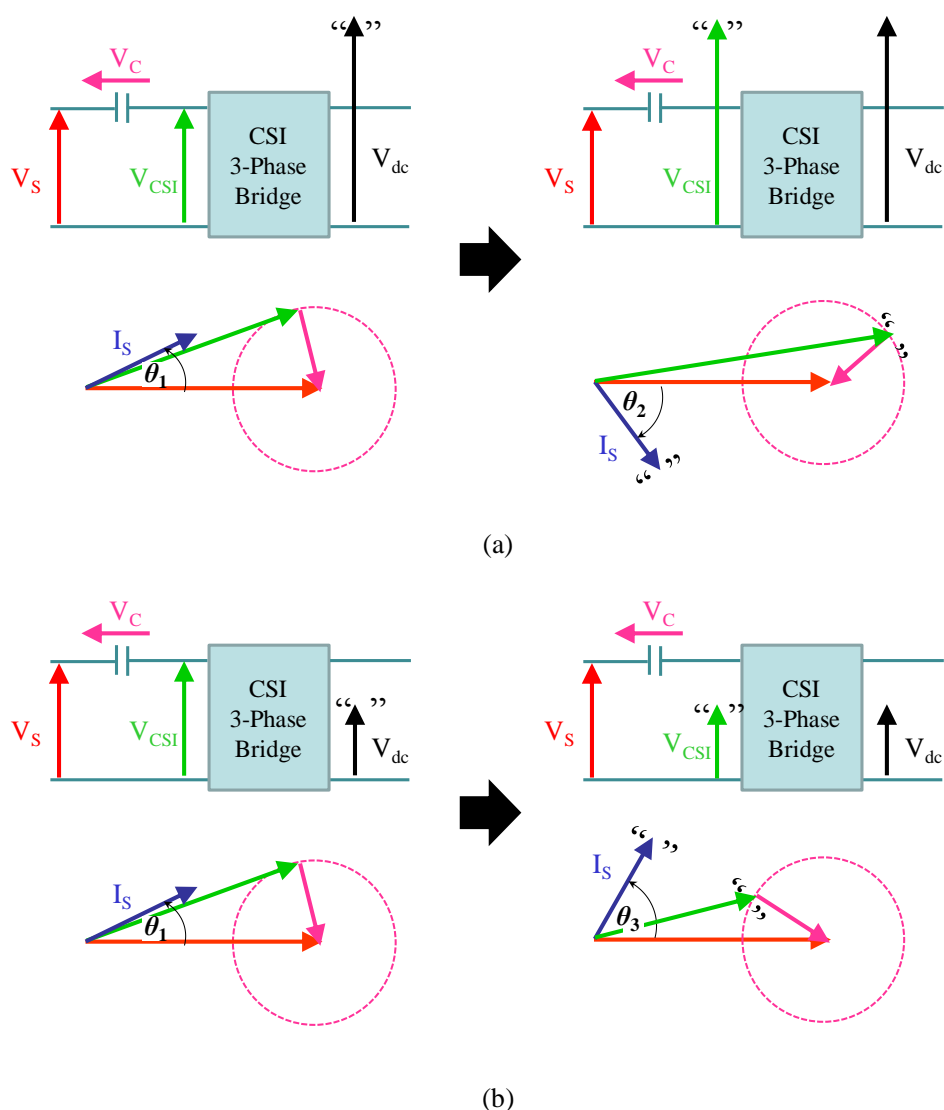 “ ”
V_C
CSI
3-Phase
Bridge
V_S
V_CSI
V_dc
“ ”
V_C
CSI
3-Phase
Bridge
V_S
V_CSI
V_dc
I_S
θ_1
“ ”
θ_2
I_S
“ ”
(a)
V_C
CSI
3-Phase
Bridge
“ ”
V_S
V_CSI
V_dc
V_C
CSI
3-Phase
Bridge
“ ”
V_S
V_CSI
V_dc
I_S
θ_1
“ ”
I_S
θ_3
“ ”
(b)